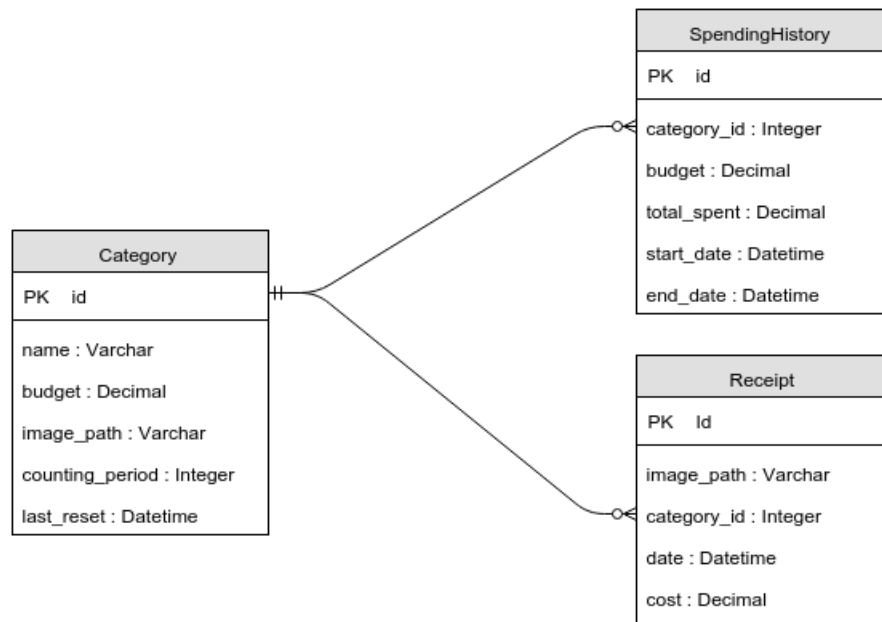 SpendingHistory
PK id
category_id : Integer
budget : Decimal
total_spent : Decimal
start_date : Datetime
end_date : Datetime
Category
PK id
name : Varchar
budget : Decimal
image_path : Varchar
counting_period : Integer
last_reset : Datetime
Receipt
PK Id
image_path : Varchar
category_id : Integer
date : Datetime
cost : Decimal